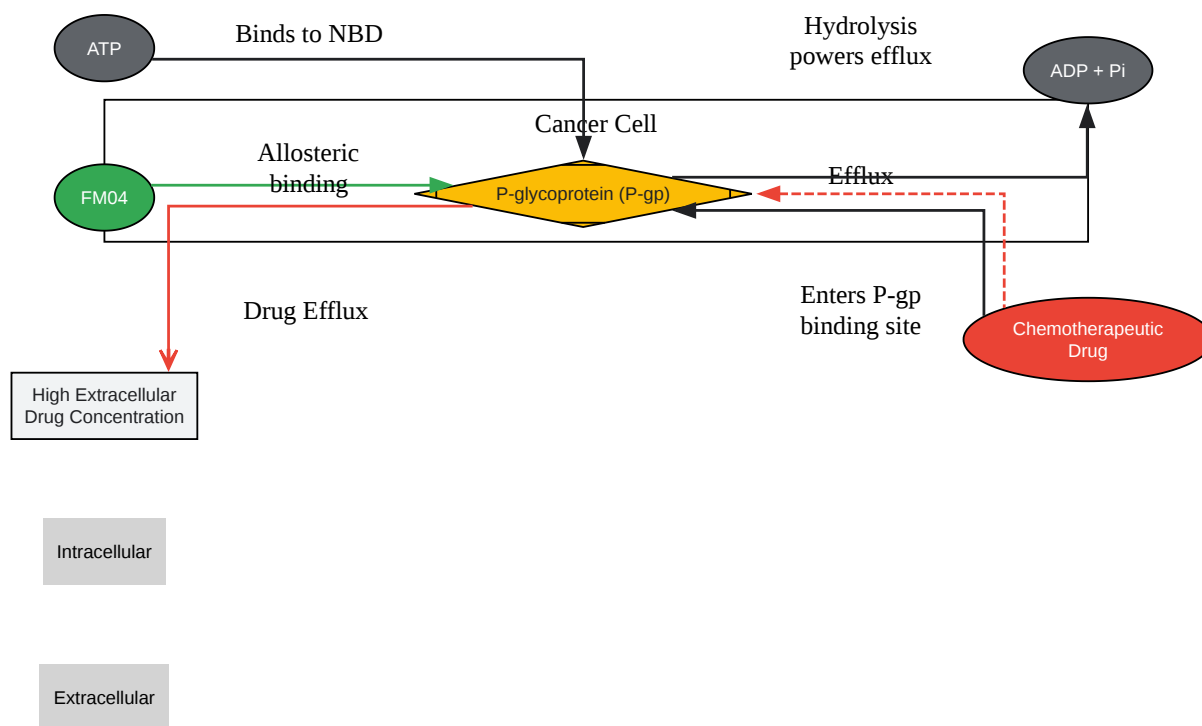 ATP
Binds to NBD
Hydrolysis
powers efflux
ADP + Pi
Cancer Cell
Allosteric
binding
FM04
P-glycoprotein (P-gp)
Efflux
Drug Efflux
Enters P-gp
binding site
Chemotherapeutic
Drug
High Extracellular
Drug Concentration
Intracellular
Extracellular